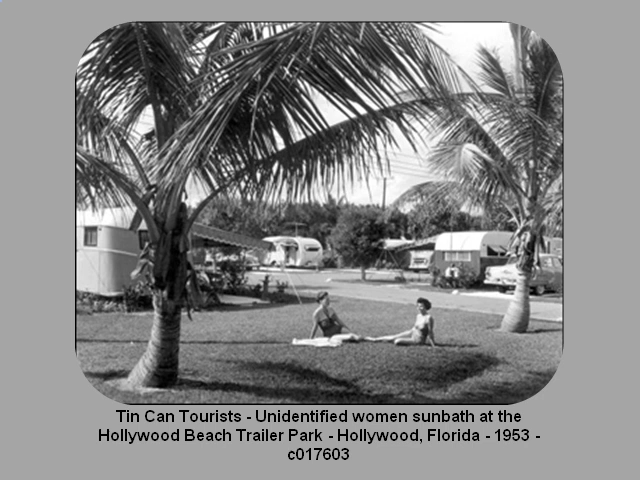 Tin Can Tourists - Unidentified women sunbath at the
Hollywood Beach Trailer Park - Hollywood, Florida - 1953 -
c017603